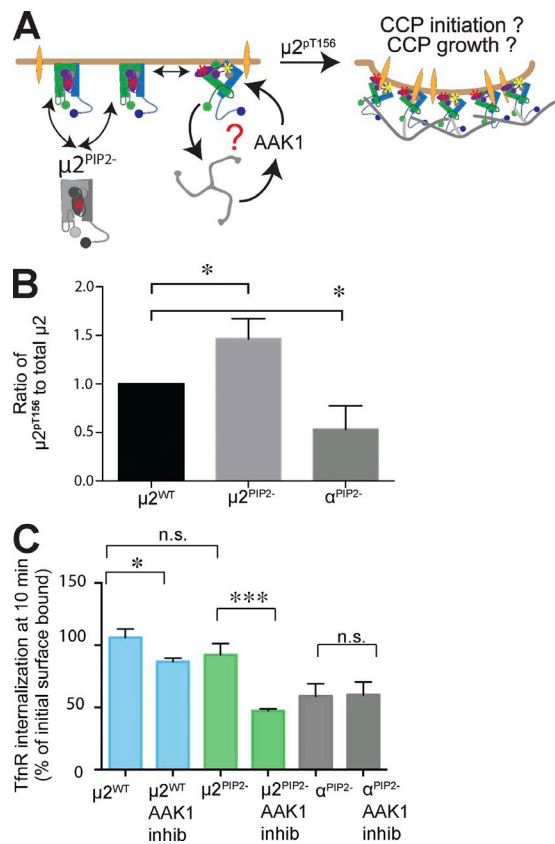 A
μ2pT156
CCP initiation ?
CCP growth ?
?
AAK1
μ2PIP2-
B
Ratio of
μ2pT156 to total μ2
2.0
1.5
1.0
0.5
0.0
*
*
μ2WT
μ2PIP2-
αPIP2-
C
TfnR internalization at 10 min
(% of initial surface bound)
150
100
50
0
n.s.
*
***
n.s.
μ2WT
μ2WT
AAK1
inhib
μ2PIP2-
μ2PIP2-
AAK1
inhib
αPIP2-
αPIP2-
AAK1
inhib